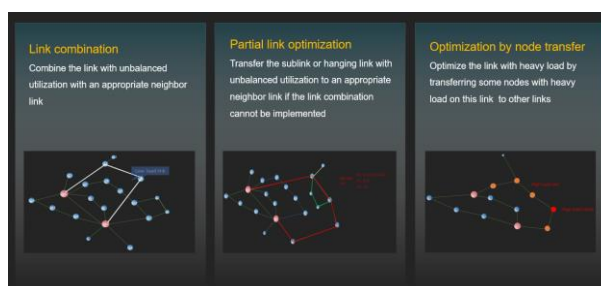 Link combination
Combine the link with unbalanced
utilization with an appropriate neighbor
link
Partial link optimization
Transfer the sublink or hanging link with
unbalanced utilization to an appropriate
neighbor link if the link combination
cannot be implemented
Optimization by node transfer
Optimize the link with heavy load by
transferring some nodes with heavy
load on this link to other links